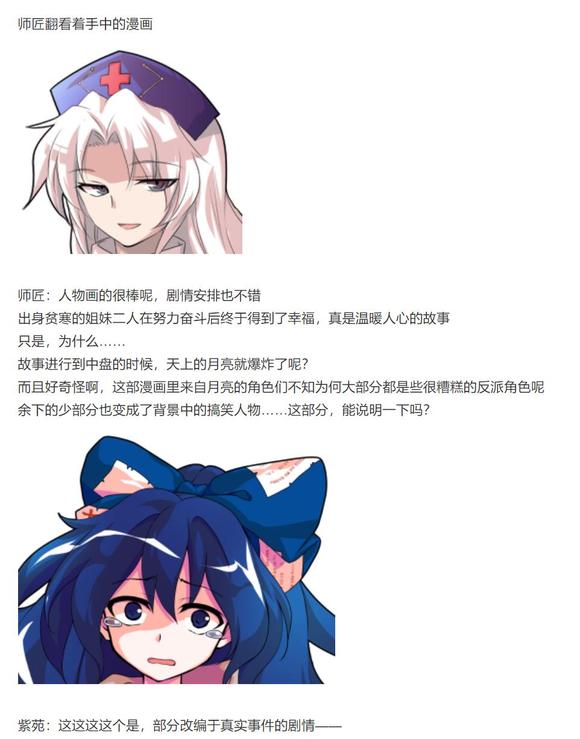 师匠翻看着手中的漫画
师匠：人物画的很棒呢，剧情安排也不错
出身贫寒的姐妹二人在努力奋斗后终于得到了幸福，真是温暖人心的故事
只是，为什么……
故事进行到中盘的时候，天上的月亮就爆炸了呢？
而且好奇怪啊，这部漫画里来自月亮的角色们不知为何大部分都是些很糟糕的反派角色呢
余下的少部分也变成了背景中的搞笑人物……这部分，能说明一下吗？
紫苑：这这这这个是，部分改编于真实事件的剧情——